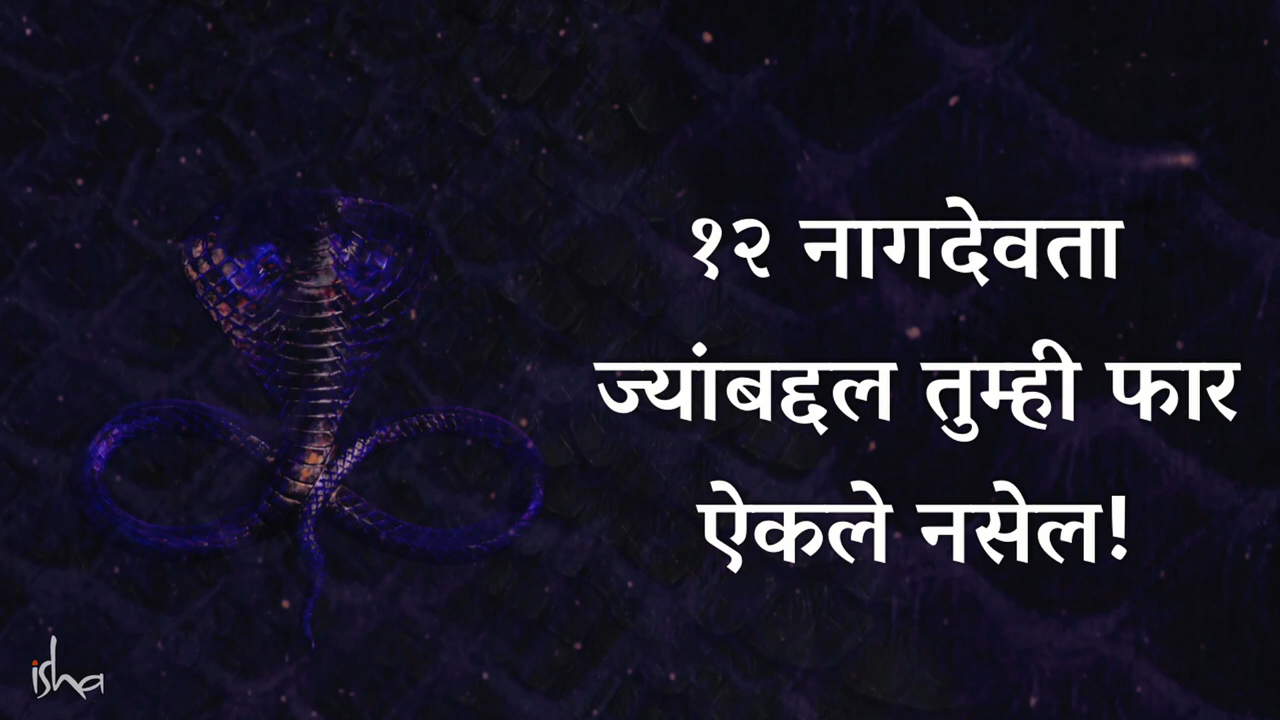 १२ नागदेवता
ज्यांबद्दल तुम्ही फार
ऐकले नसेल!
isha